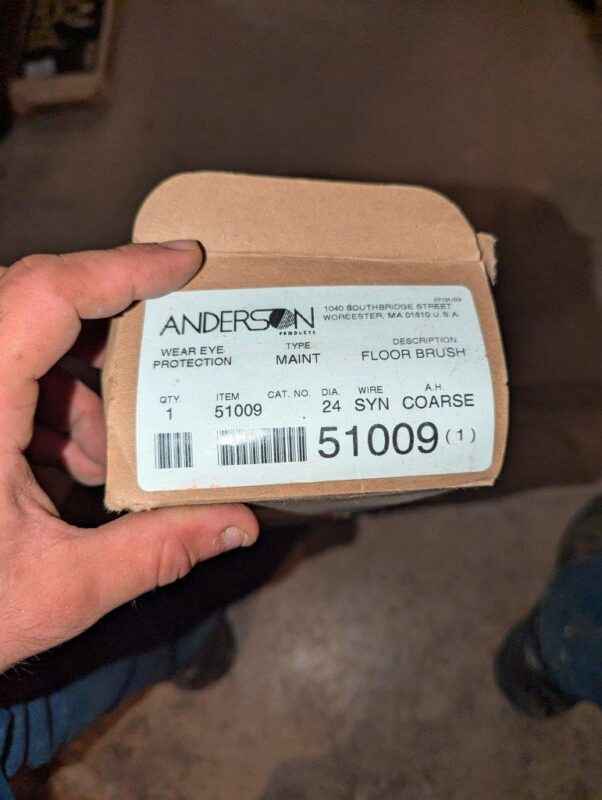 ANDERSON
PRODUCTS
1040 SOUTHBRIDGE STREET
WORCESTER, MA 01610 U.S.A.
WEAR EYE
PROTECTION
TYPE
MAINT
DESCRIPTION
FLOOR BRUSH
QTY ITEM CAT. NO. DIA. WIRE A.H.
1 51009 24 SYN COARSE
51009 (1)